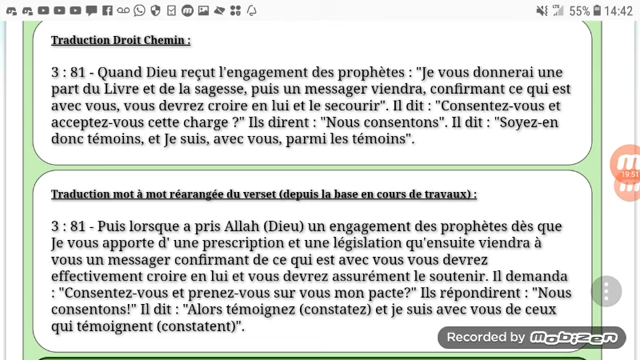 55% 14:42
Traduction Droit Chemin :
3 : 81 - Quand Dieu reçut l'engagement des prophètes : "Je vous donnerai une
part du Livre et de la sagesse, puis un messager viendra, confirmant ce qui est
avec vous, vous devrez croire en lui et le secourir". Il dit : "Consentez-vous et
acceptez-vous cette charge ?" Ils dirent : "Nous consentons". Il dit : "Soyez-en
donc témoins, et Je suis, avec vous, parmi les témoins".
19:51
Traduction mot à mot réarangée du verset (depuis la base en cours de travaux) :
3 : 81 - Puis lorsque a pris Allah (Dieu) un engagement des prophètes dès que
Je vous apporte d' une prescription et une législation qu'ensuite viendra à
vous un messager confirmant de ce qui est avec vous vous devrez
effectivement croire en lui et vous devrez assurément le soutenir. Il demanda
: "Consentez-vous et prenez-vous sur vous mon pacte?" Ils répondirent : "Nous
consentons!" Il dit : "Alors témoignez (constatez) et je suis avec vous de ceux
qui témoignent (constatent)".
Recorded by Mobizen